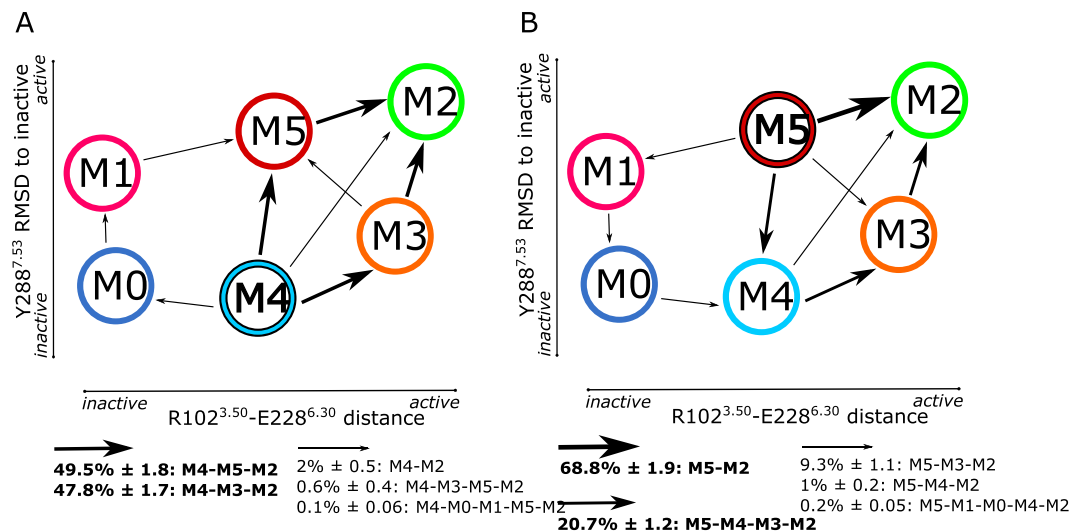 A
Y288^7.53 RMSD to inactive
active
inactive
M5
M2
M1
M3
M0
M4
inactive
active
R102^3.50-E228^6.30 distance
49.5% ± 1.8: M4-M5-M2
47.8% ± 1.7: M4-M3-M2
2% ± 0.5: M4-M2
0.6% ± 0.4: M4-M3-M5-M2
0.1% ± 0.06: M4-M0-M1-M5-M2
B
Y288^7.53 RMSD to inactive
active
inactive
M5
M2
M1
M3
M0
M4
inactive
active
R102^3.50-E228^6.30 distance
68.8% ± 1.9: M5-M2
20.7% ± 1.2: M5-M4-M3-M2
9.3% ± 1.1: M5-M3-M2
1% ± 0.2: M5-M4-M2
0.2% ± 0.05: M5-M1-M0-M4-M2